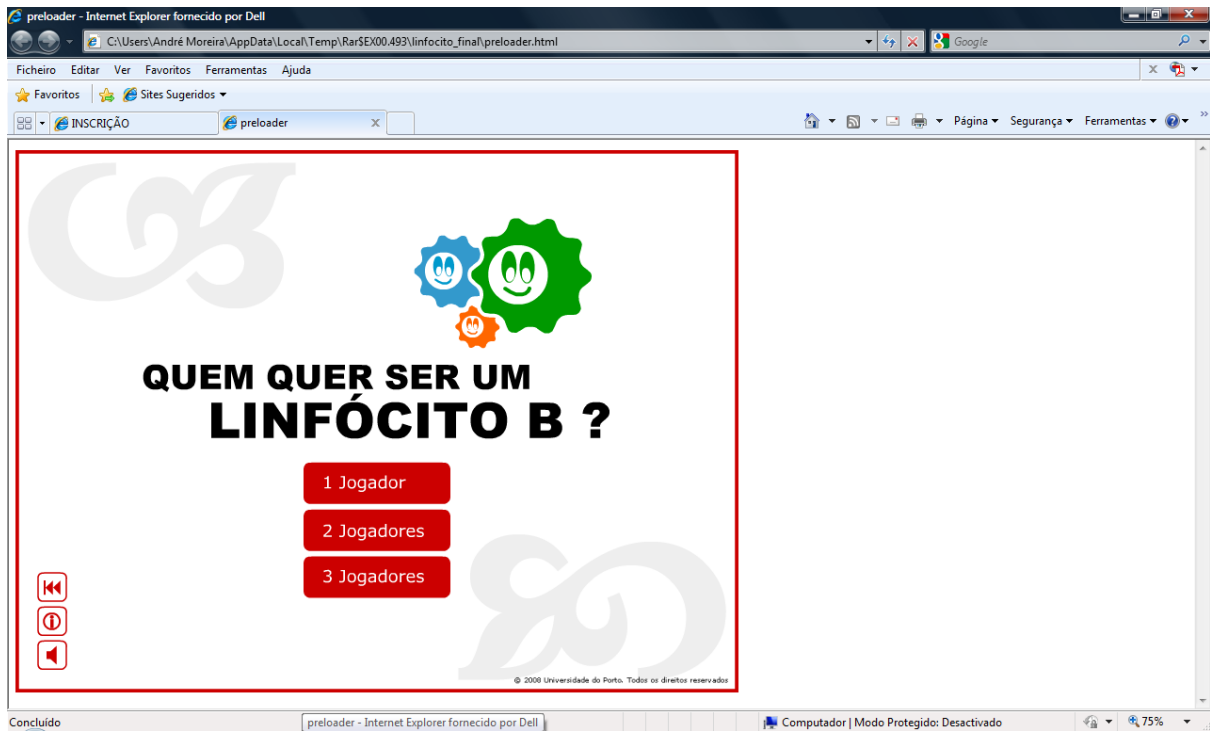 preloader - Internet Explorer fornecido por Dell
C:\Users\André Moreira\AppData\Local\Temp\Rar$EX00.493\linfocito_final\preloader.html
Google
Ficheiro Editar Ver Favoritos Ferramentas Ajuda
Favoritos Sites Sugeridos
INSCRIÇÃO preloader Página Segurança Ferramentas
QUEM QUER SER UM
LINFÓCITO B ?
1 Jogador
2 Jogadores
3 Jogadores
© 2008 Universidade do Porto. Todos os direitos reservados
Concluído preloader - Internet Explorer fornecido por Dell Computador | Modo Protegido: Desactivado 75%